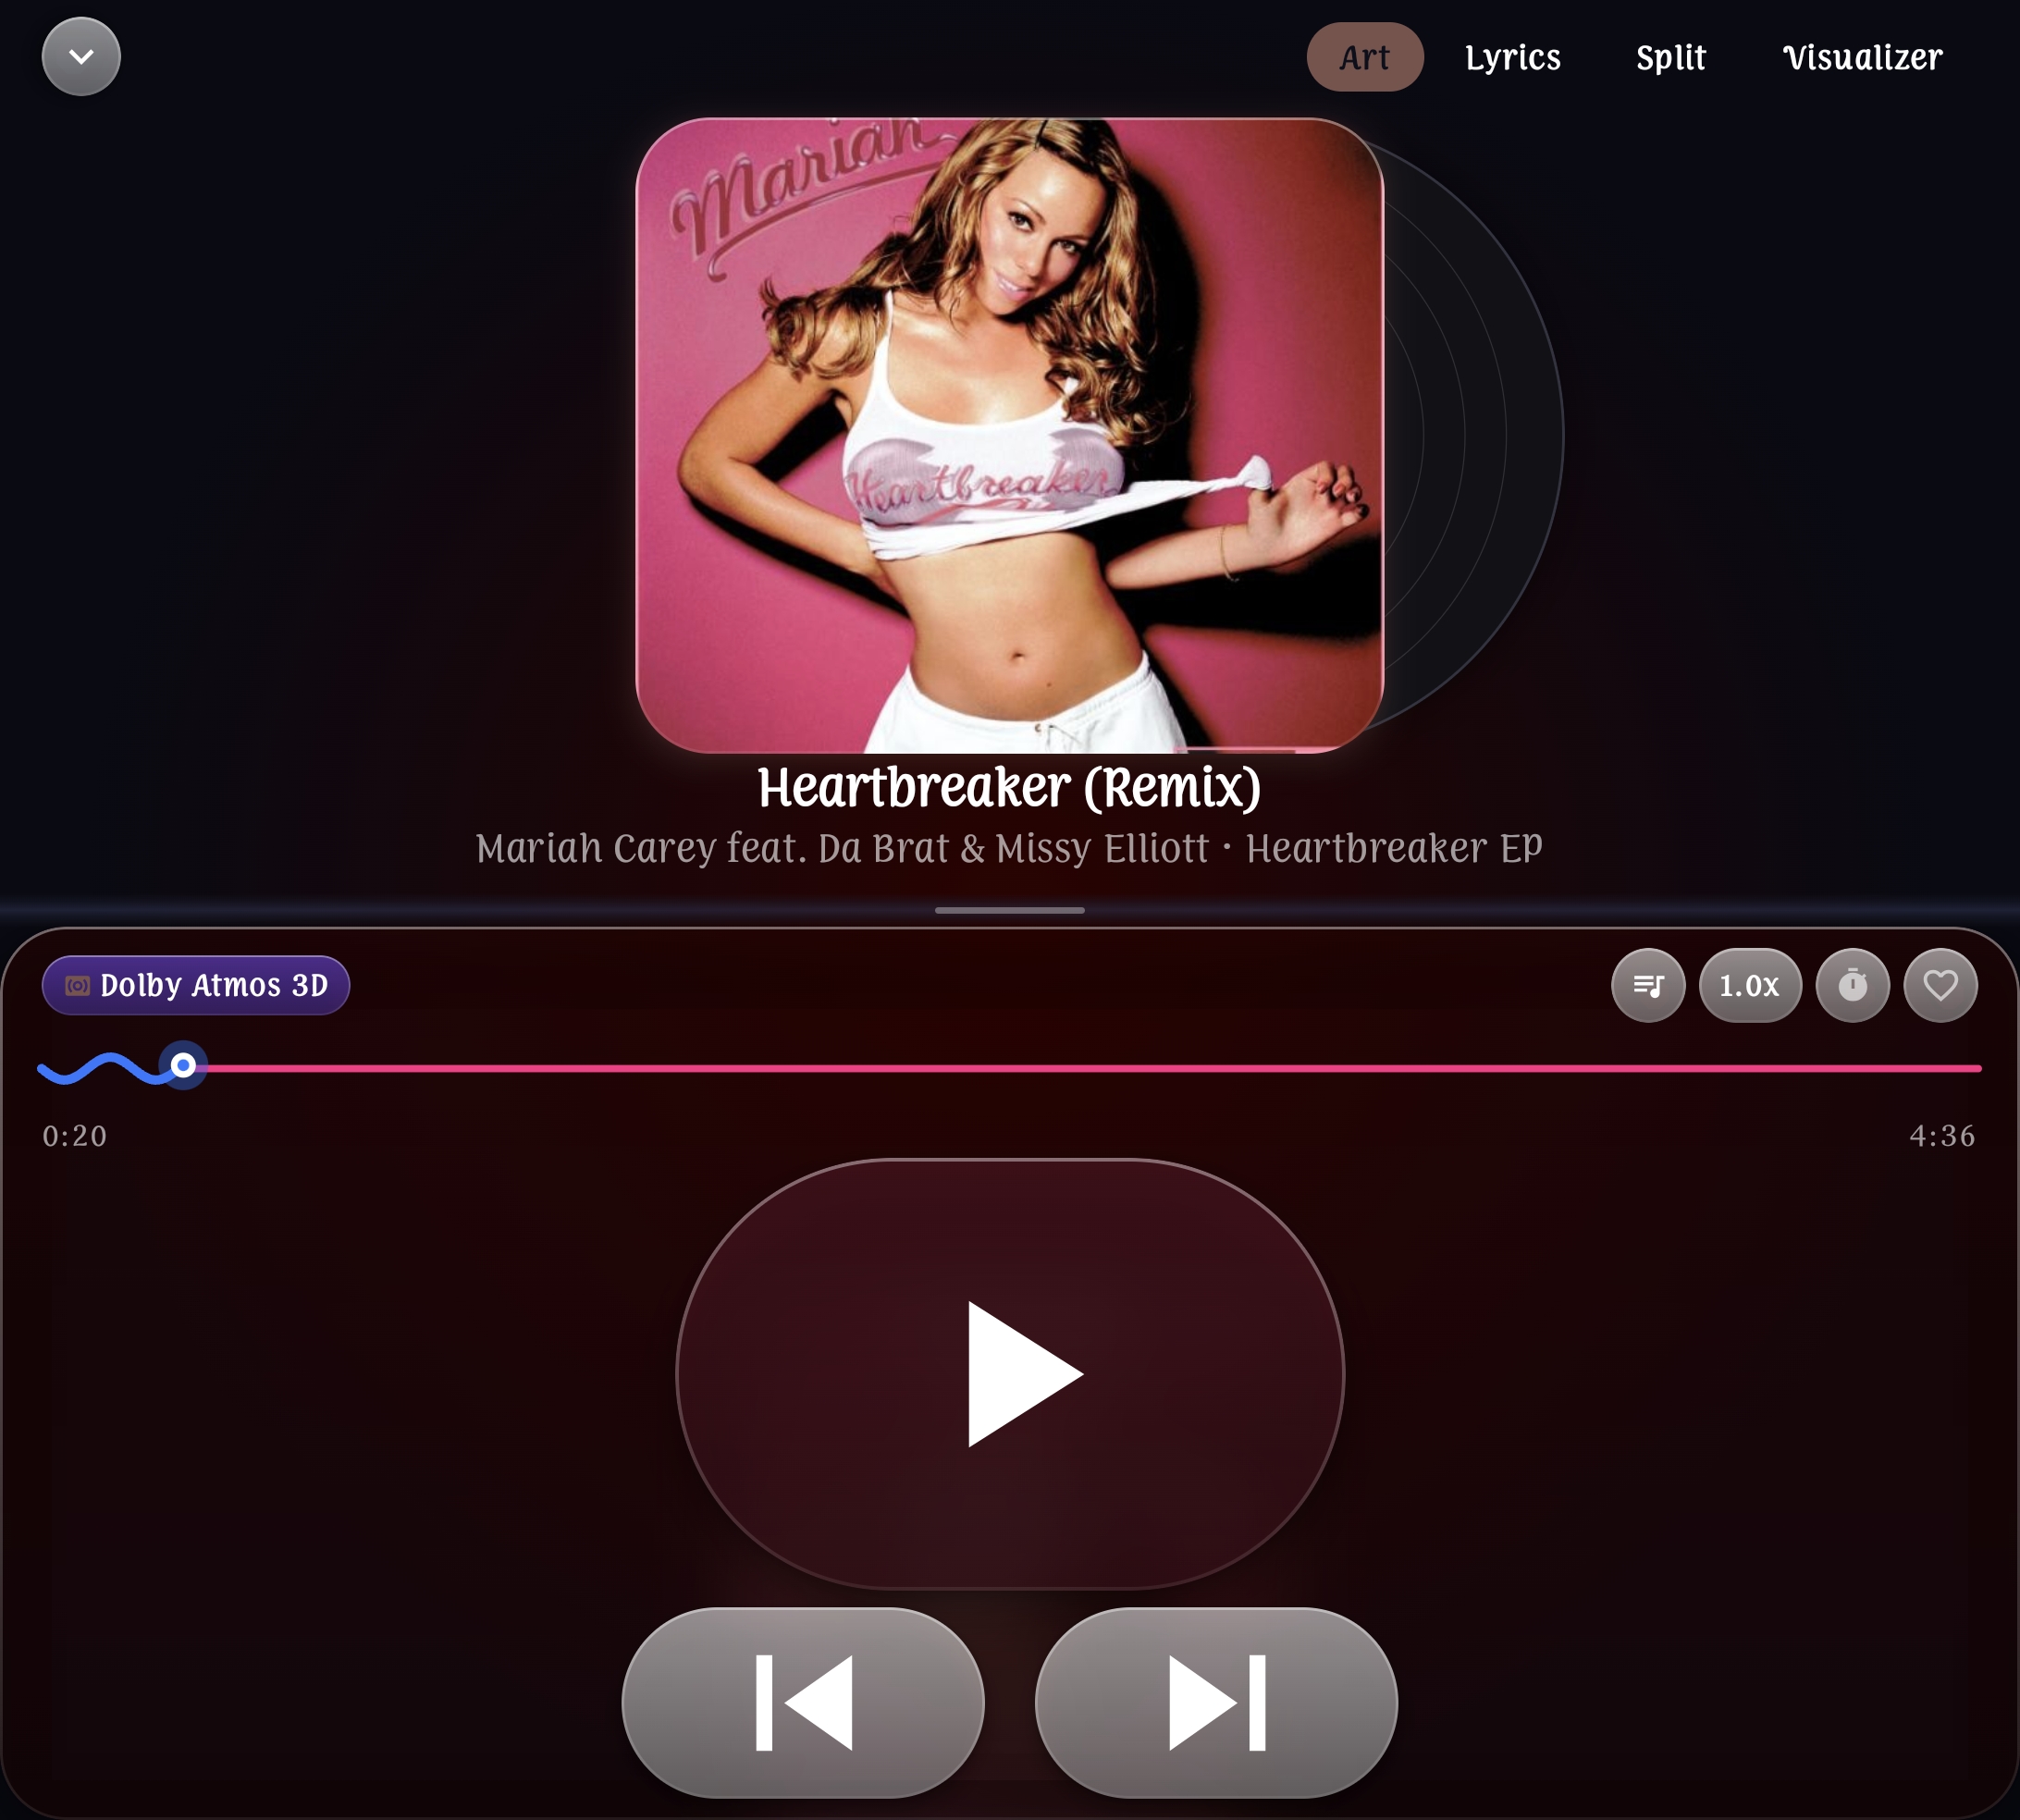 Art Lyrics Split Visualizer
Mariah
Heartbreaker
Heartbreaker (Remix)
Mariah Carey feat. Da Brat & Missy Elliott · Heartbreaker Ep
Dolby Atmos 3D 1.0x
0:20 4:36